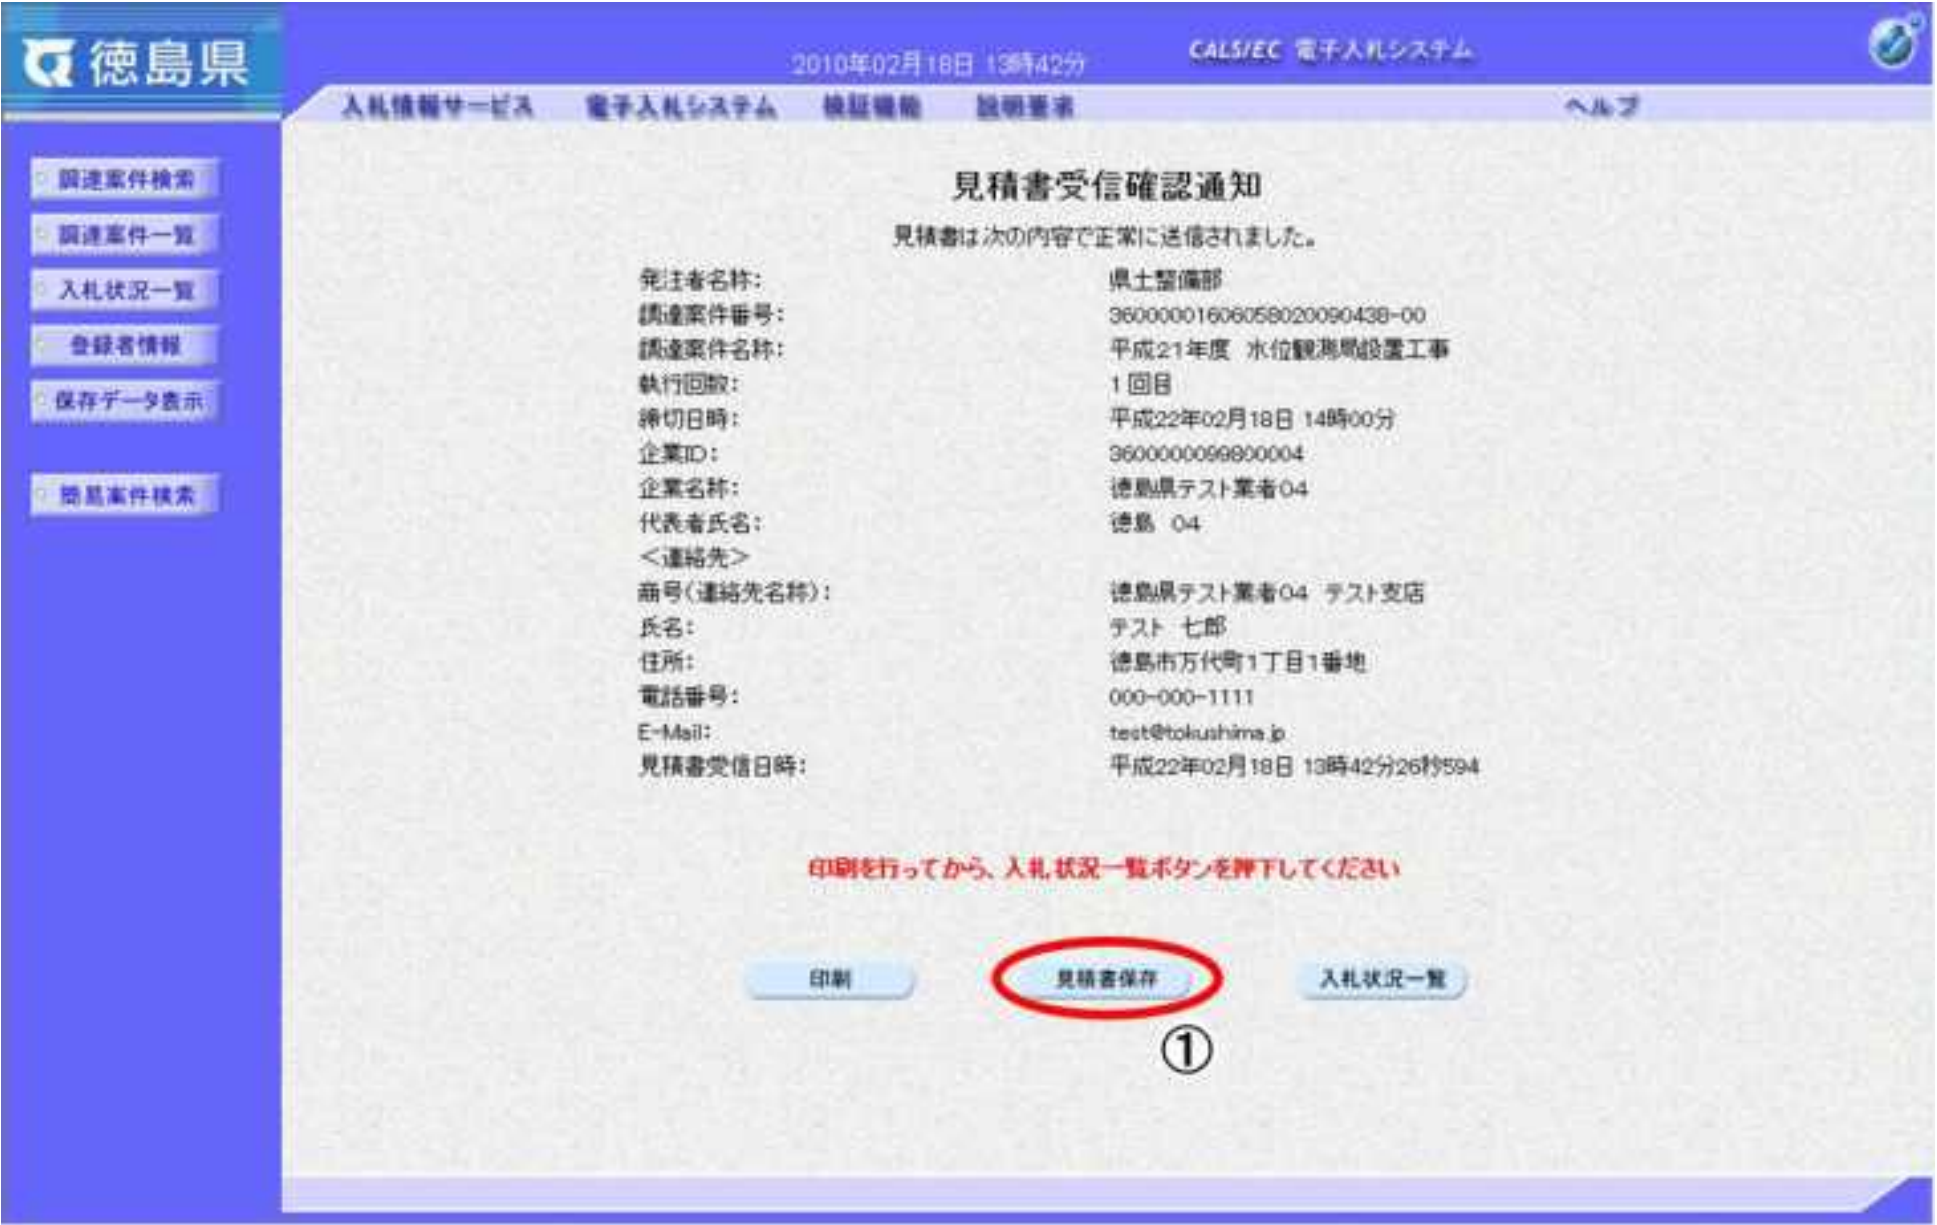 徳島県
2010年02月18日 13時42分
CALS/EC 電子入札システム
入札情報サービス 電子入札システム 検証機能 説明要求 ヘルプ
調達案件検索
調達案件一覧
入札状況一覧
登録者情報
保存データ表示
簡易案件検索
見積書受信確認通知
見積書は次の内容で正常に送信されました。
発注者名称: 県土整備部
調達案件番号: 36000001606058020090438-00
調達案件名称: 平成21年度 水位観測局設置工事
執行回数: 1回目
締切日時: 平成22年02月18日 14時00分
企業ID: 3600000099800004
企業名称: 徳島県テスト業者04
代表者氏名: 徳島 04
<連絡先>
商号(連絡先名称): 徳島県テスト業者04 テスト支店
氏名: テスト 七郎
住所: 徳島市万代町1丁目1番地
電話番号: 000-000-1111
E-Mail: test@tokushima.jp
見積書受信日時: 平成22年02月18日 13時42分26秒594
印刷を行ってから、入札状況一覧ボタンを押下してください
印刷 見積書保存 入札状況一覧
①